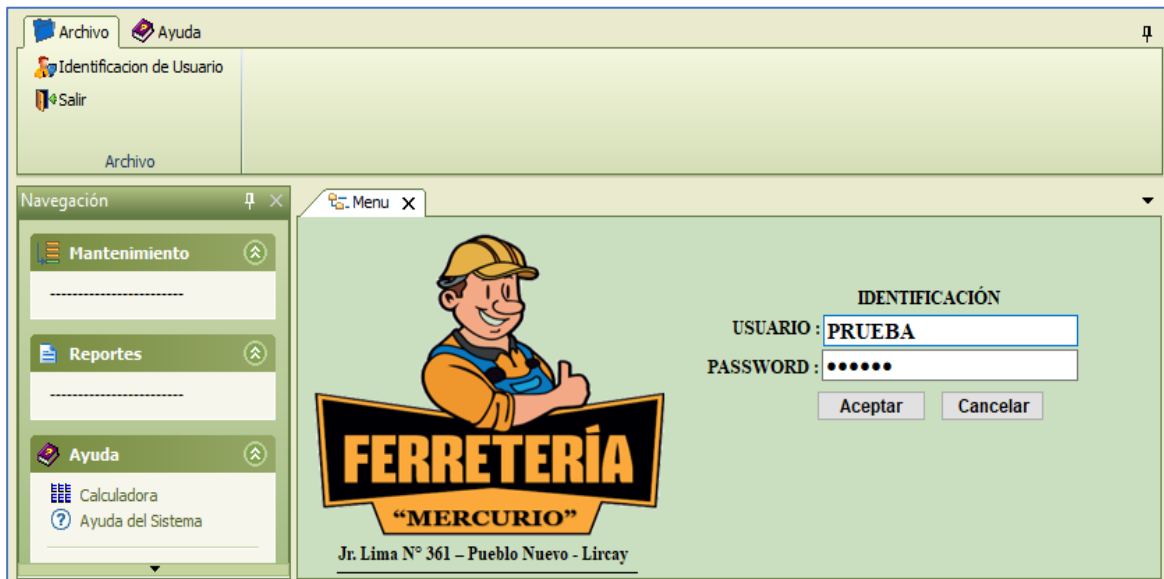 Archivo Ayuda
Identificacion de Usuario
Salir
Archivo
Navegación
Mantenimiento
------------------------
Reportes
------------------------
Ayuda
Calculadora
Ayuda del Sistema
Menu
FERRETERÍA
“MERCURIO”
Jr. Lima N° 361 – Pueblo Nuevo - Lircay
IDENTIFICACIÓN
USUARIO : PRUEBA
PASSWORD : ●●●●●●
Aceptar Cancelar